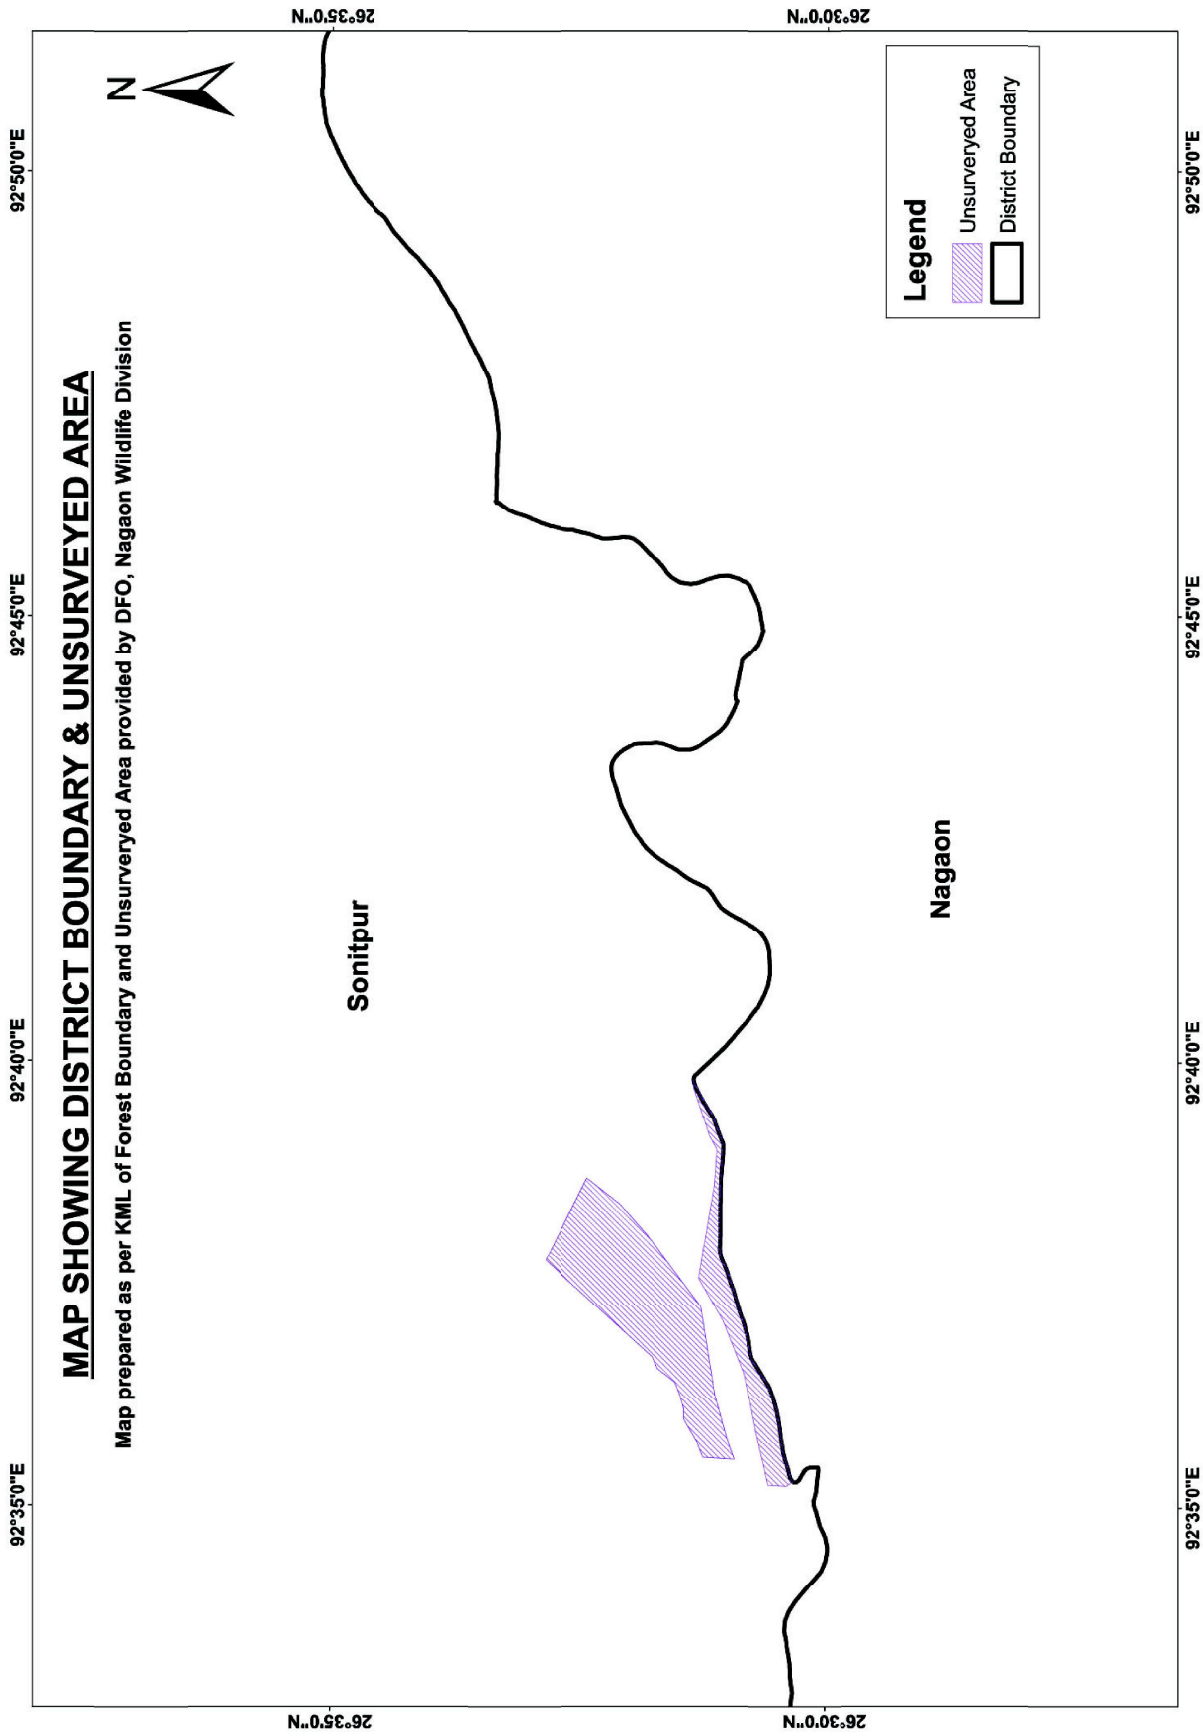 MAP SHOWING DISTRICT BOUNDARY & UNSURVEYED AREA
Map prepared as per KML of Forest Boundary and Unsurveryed Area provided by DFO, Nagaon Wildlife Division
N
92°35'0"E
92°40'0"E
92°45'0"E
92°50'0"E
26°35'0"N
26°35'0"N
Sonitpur
Nagaon
26°30'0"N
26°30'0"N
Legend
Unsurveryed Area
District Boundary
92°35'0"E
92°40'0"E
92°45'0"E
92°50'0"E